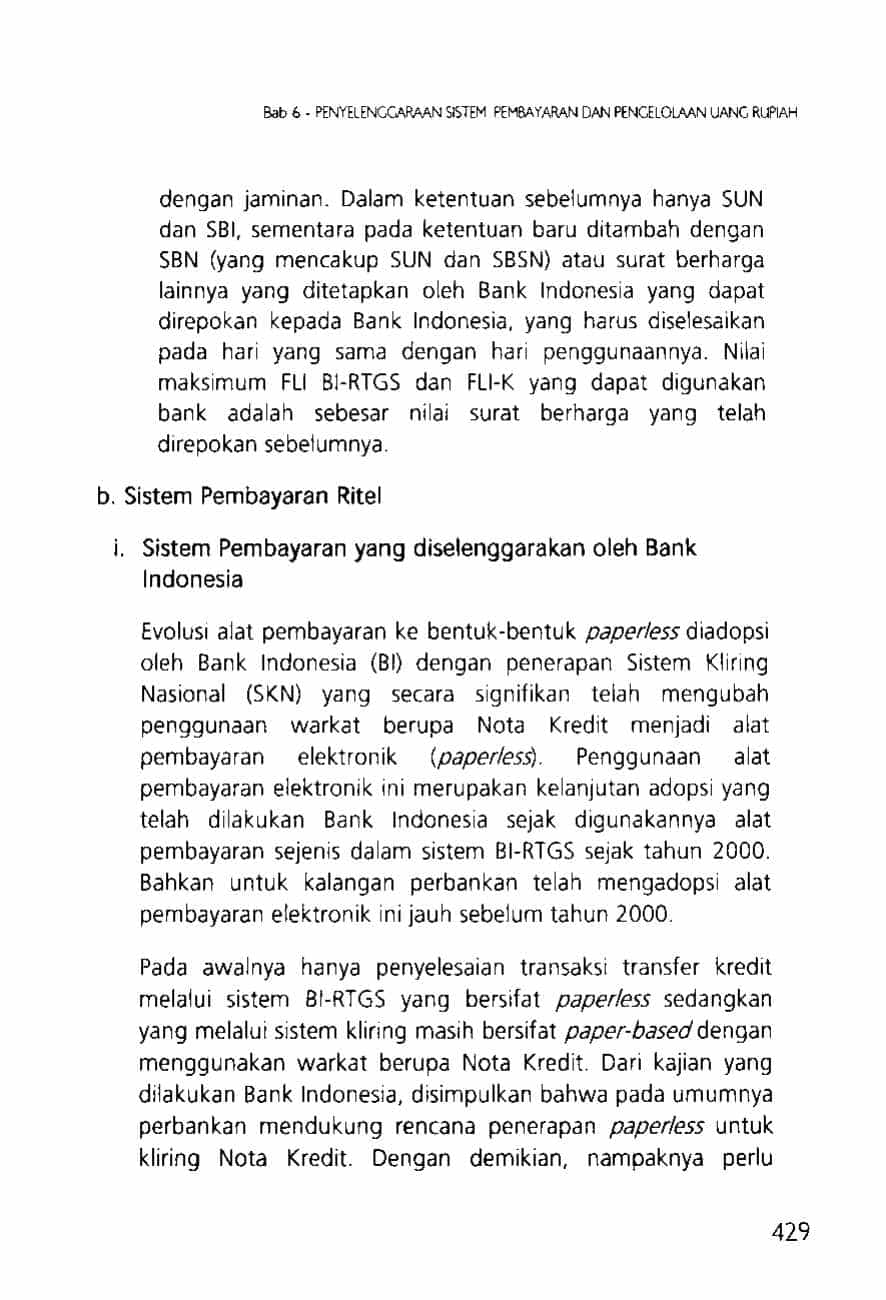 Bab 6 - PENYELENGGARAAN SISTEM PEMBAYARAN DAN PENGELOLAAN UANG RUPIAH
dengan jaminan. Dalam ketentuan sebelumnya hanya SUN
dan SBI, sementara pada ketentuan baru ditambah dengan
SBN (yang mencakup SUN dan SBSN) atau surat berharga
lainnya yang ditetapkan oleh Bank Indonesia yang dapat
direpokan kepada Bank Indonesia, yang harus diselesaikan
pada hari yang sama dengan hari penggunaannya. Nilai
maksimum FLI BI-RTGS dan FLI-K yang dapat digunakan
bank adalah sebesar nilai surat berharga yang telah
direpokan sebelumnya.
b. Sistem Pembayaran Ritel
i. Sistem Pembayaran yang diselenggarakan oleh Bank
Indonesia
Evolusi alat pembayaran ke bentuk-bentuk paperless diadopsi
oleh Bank Indonesia (BI) dengan penerapan Sistem Kliring
Nasional (SKN) yang secara signifikan telah mengubah
penggunaan warkat berupa Nota Kredit menjadi alat
pembayaran elektronik (paperless). Penggunaan alat
pembayaran elektronik ini merupakan kelanjutan adopsi yang
telah dilakukan Bank Indonesia sejak digunakannya alat
pembayaran sejenis dalam sistem BI-RTGS sejak tahun 2000.
Bahkan untuk kalangan perbankan telah mengadopsi alat
pembayaran elektronik ini jauh sebelum tahun 2000.
Pada awalnya hanya penyelesaian transaksi transfer kredit
melalui sistem BI-RTGS yang bersifat paperless sedangkan
yang melalui sistem kliring masih bersifat paper-based dengan
menggunakan warkat berupa Nota Kredit. Dari kajian yang
dilakukan Bank Indonesia, disimpulkan bahwa pada umumnya
perbankan mendukung rencana penerapan paperless untuk
kliring Nota Kredit. Dengan demikian, nampaknya perlu
429